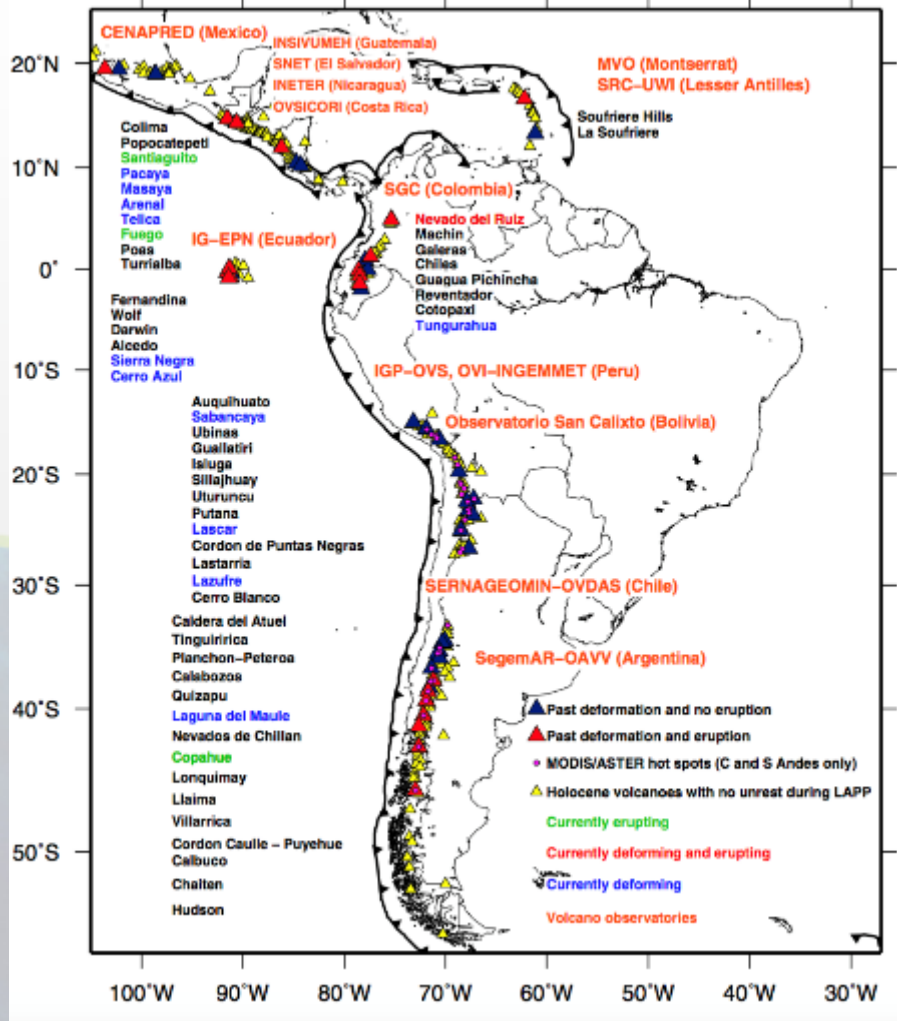 CENAPRED (Mexico)
INSIVUMEH (Guatemala)
SNET (El Salvador)
INETER (Nicaragua)
OVSICORI (Costa Rica)
MVO (Montserrat)
SRC-UWI (Lesser Antilles)
Soufriere Hills
La Soufriere
20°N
10°N
0°
10°S
20°S
30°S
40°S
50°S
Colima
Popocatepetl
Santiaguito
Pacaya
Masaya
Arenal
Telica
Fuego
Poas
Turrialba
IG-EPN (Ecuador)
Fernandina
Wolf
Darwin
Alcedo
Sierra Negra
Cerro Azul
SGC (Colombia)
Nevado del Ruiz
Machin
Galeras
Chiles
Guagua Pichincha
Reventador
Cotopaxi
Tungurahua
IGP-OVS, OVI-INGEMMET (Peru)
Observatorio San Calixto (Bolivia)
Auquihuato
Sabancaya
Ubinas
Guallatiri
Isluga
Sillajhuay
Uturuncu
Putana
Lascar
Cordon de Puntas Negras
Lastarria
Lazufre
Cerro Blanco
SERNAGEOMIN-OVDAS (Chile)
SegemAR-OAVV (Argentina)
Caldera del Atuel
Tinguiririca
Planchon-Peteroa
Calabozos
Quizapu
Laguna del Maule
Nevados de Chillan
Copahue
Lonquimay
Llaima
Villarrica
Cordon Caulle - Puyehue
Calbuco
Chaiten
Hudson
Past deformation and no eruption
Past deformation and eruption
MODIS/ASTER hot spots (C and S Andes only)
Holocene volcanoes with no unrest during LAPP
Currently erupting
Currently deforming and erupting
Currently deforming
Volcano observatories
100°W 90°W 80°W 70°W 60°W 50°W 40°W 30°W